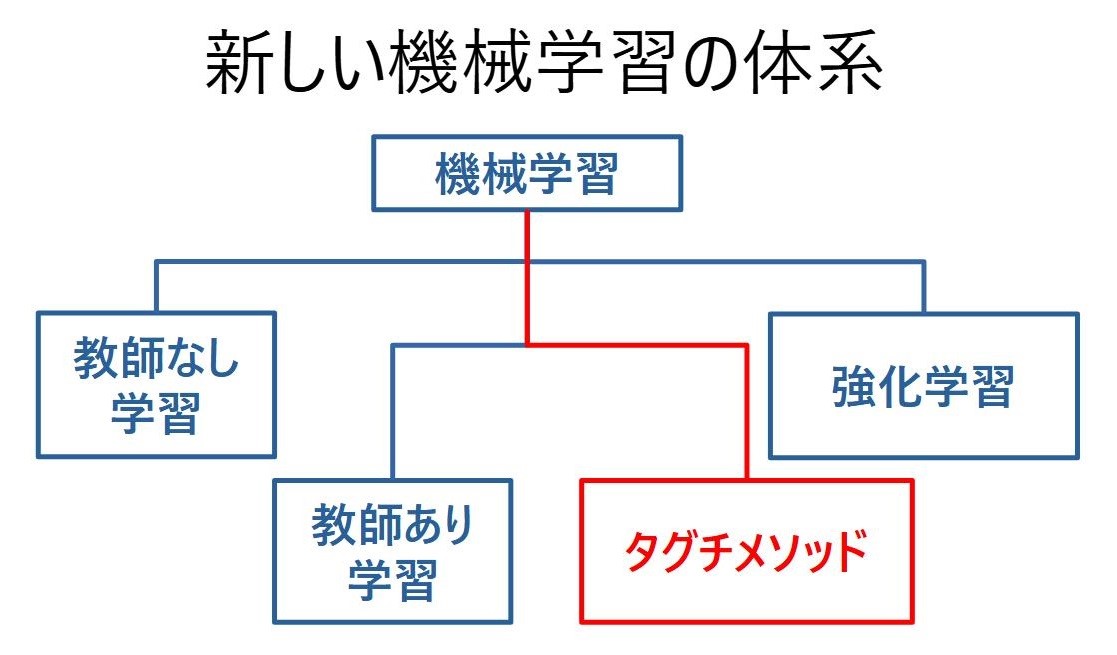 新しい機械学習の体系
機械学習
教師なし
学習
強化学習
教師あり
学習
タグチメソッド